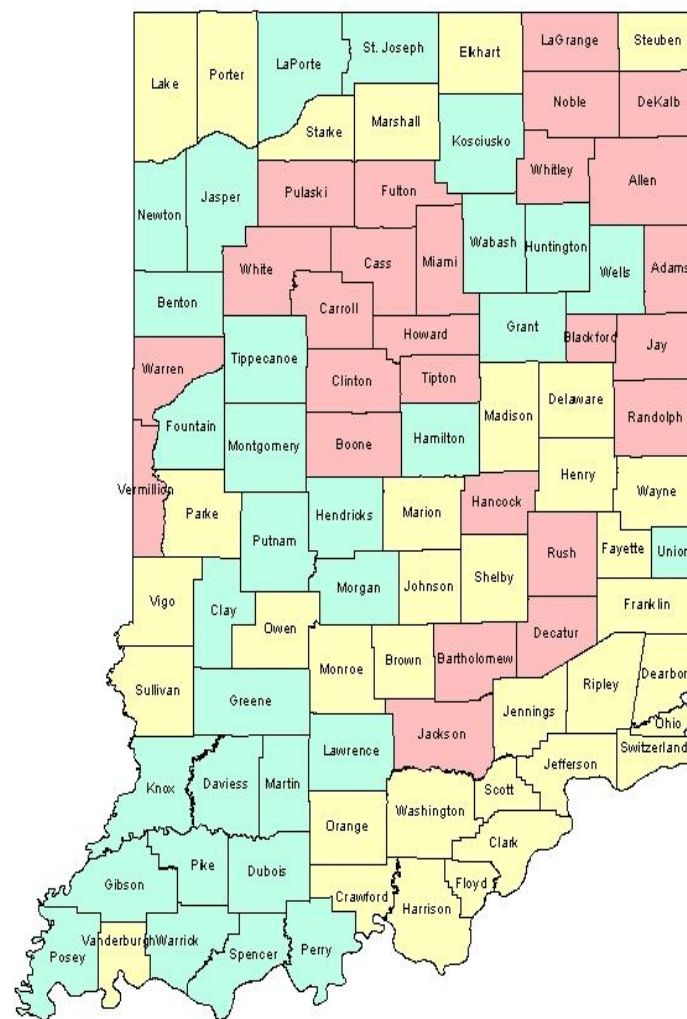 LaGrange
Steuben
St. Joseph
Elkhart
LaPorte
Porter
Lake
Noble
DeKalb
Marshall
Starke
Kosciusko
Whitley
Allen
Pulaski
Fulton
Jasper
Newton
Wabash
Huntington
Miami
Cass
White
Wells
Adams
Benton
Carroll
Howard
Grant
Blackford
Jay
Tippecanoe
Warren
Clinton
Tipton
Delaware
Madison
Randolph
Fountain
Montgomery
Boone
Hamilton
Henry
Wayne
Vermillion
Hancock
Parke
Hendricks
Marion
Putnam
Rush
Fayette
Union
Shelby
Morgan
Johnson
Vigo
Clay
Owen
Franklin
Decatur
Bartholomew
Brown
Monroe
Ripley
Dearborn
Sullivan
Greene
Jennings
Ohio
Jackson
Switzerland
Lawrence
Jefferson
Knox
Daviess
Martin
Scott
Washington
Orange
Clark
Pike
Dubois
Gibson
Floyd
Crawford
Harrison
Vanderburgh
Warrick
Perry
Spencer
Posey